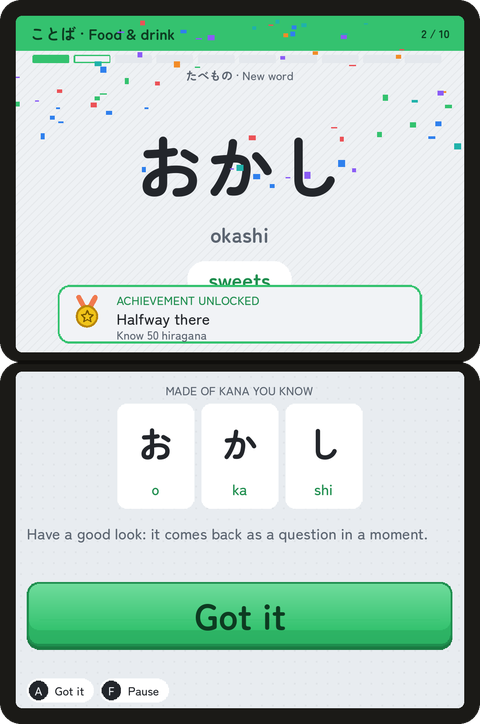 ことば · Food & drink
2 / 10
たべもの · New word
おかし
okashi
sweets
ACHIEVEMENT UNLOCKED
Halfway there
Know 50 hiragana
MADE OF KANA YOU KNOW
お か し
o ka shi
Have a good look: it comes back as a question in a moment.
Got it
A Got it F Pause